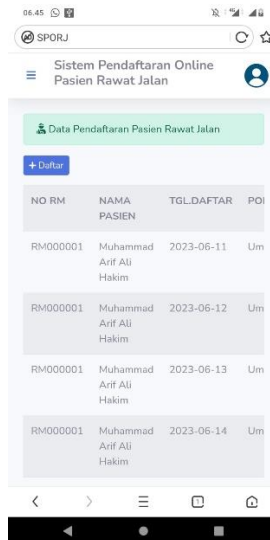 06.45
SPORJ
Sistem Pendaftaran Online
Pasien Rawat Jalan
Data Pendaftaran Pasien Rawat Jalan
+ Daftar
NO RM NAMA PASIEN TGL.DAFTAR POI
RM000001 Muhammad Arif Ali Hakim 2023-06-11 Um
RM000001 Muhammad Arif Ali Hakim 2023-06-12 Um
RM000001 Muhammad Arif Ali Hakim 2023-06-13 Um
RM000001 Muhammad Arif Ali Hakim 2023-06-14 Um